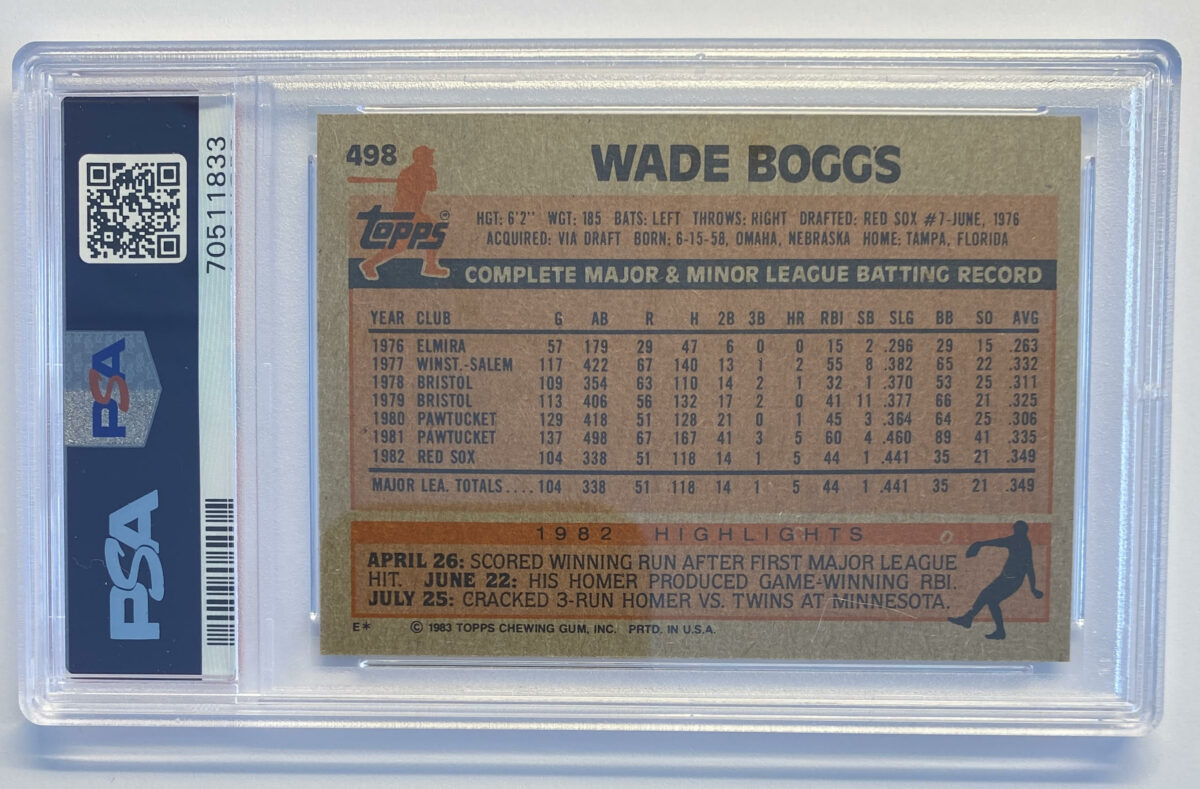 PSA
PSA
70511833
498
WADE BOGGS
Topps®
HGT: 6'2" WGT: 185 BATS: LEFT THROWS: RIGHT DRAFTED: RED SOX #7-JUNE, 1976
ACQUIRED: VIA DRAFT BORN: 6-15-58, OMAHA, NEBRASKA HOME: TAMPA, FLORIDA
COMPLETE MAJOR & MINOR LEAGUE BATTING RECORD
YEAR CLUB G AB R H 2B 3B HR RBI SB SLG BB SO AVG
1976 ELMIRA 57 179 29 47 6 0 0 15 2 .296 29 15 .263
1977 WINST.-SALEM 117 422 67 140 13 1 2 55 8 .382 65 22 .332
1978 BRISTOL 109 354 63 110 14 2 1 32 1 .370 53 25 .311
1979 BRISTOL 113 406 56 132 17 2 0 41 11 .377 66 21 .325
1980 PAWTUCKET 129 418 51 128 21 0 1 45 3 .364 64 25 .306
1981 PAWTUCKET 137 498 67 167 41 3 5 60 4 .460 89 41 .335
1982 RED SOX 104 338 51 118 14 1 5 44 1 .441 35 21 .349
MAJOR LEA. TOTALS.... 104 338 51 118 14 1 5 44 1 .441 35 21 .349
1982 HIGHLIGHTS
APRIL 26: SCORED WINNING RUN AFTER FIRST MAJOR LEAGUE
HIT. JUNE 22: HIS HOMER PRODUCED GAME-WINNING RBI.
JULY 25: CRACKED 3-RUN HOMER VS. TWINS AT MINNESOTA.
E* © 1983 TOPPS CHEWING GUM, INC. PRTD. IN U.S.A.